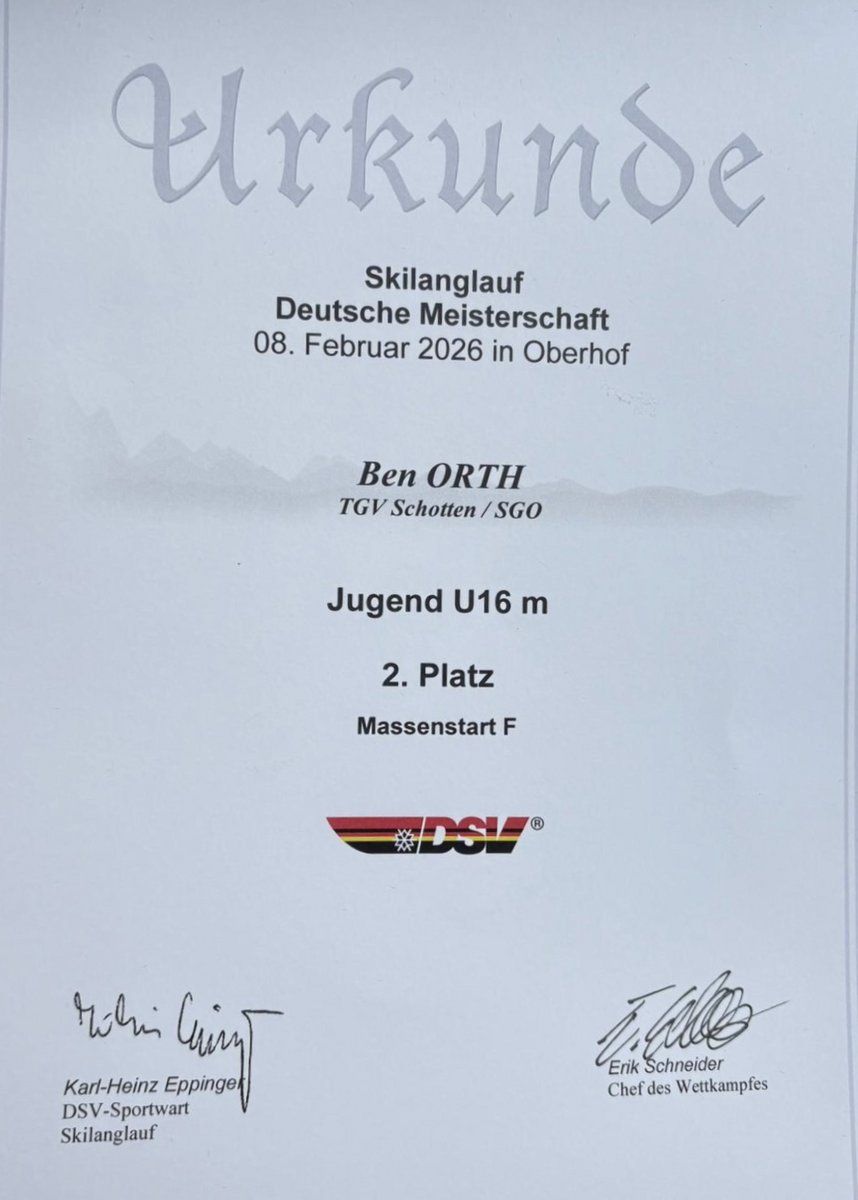 Urkunde
Skilanglauf
Deutsche Meisterschaft
08. Februar 2026 in Oberhof
Ben ORTH
TGV Schotten / SGO
Jugend U16 m
2. Platz
Massenstart F
DSV®
Karl-Heinz Eppinger
DSV-Sportwart
Skilanglauf
Erik Schneider
Chef des Wettkampfes